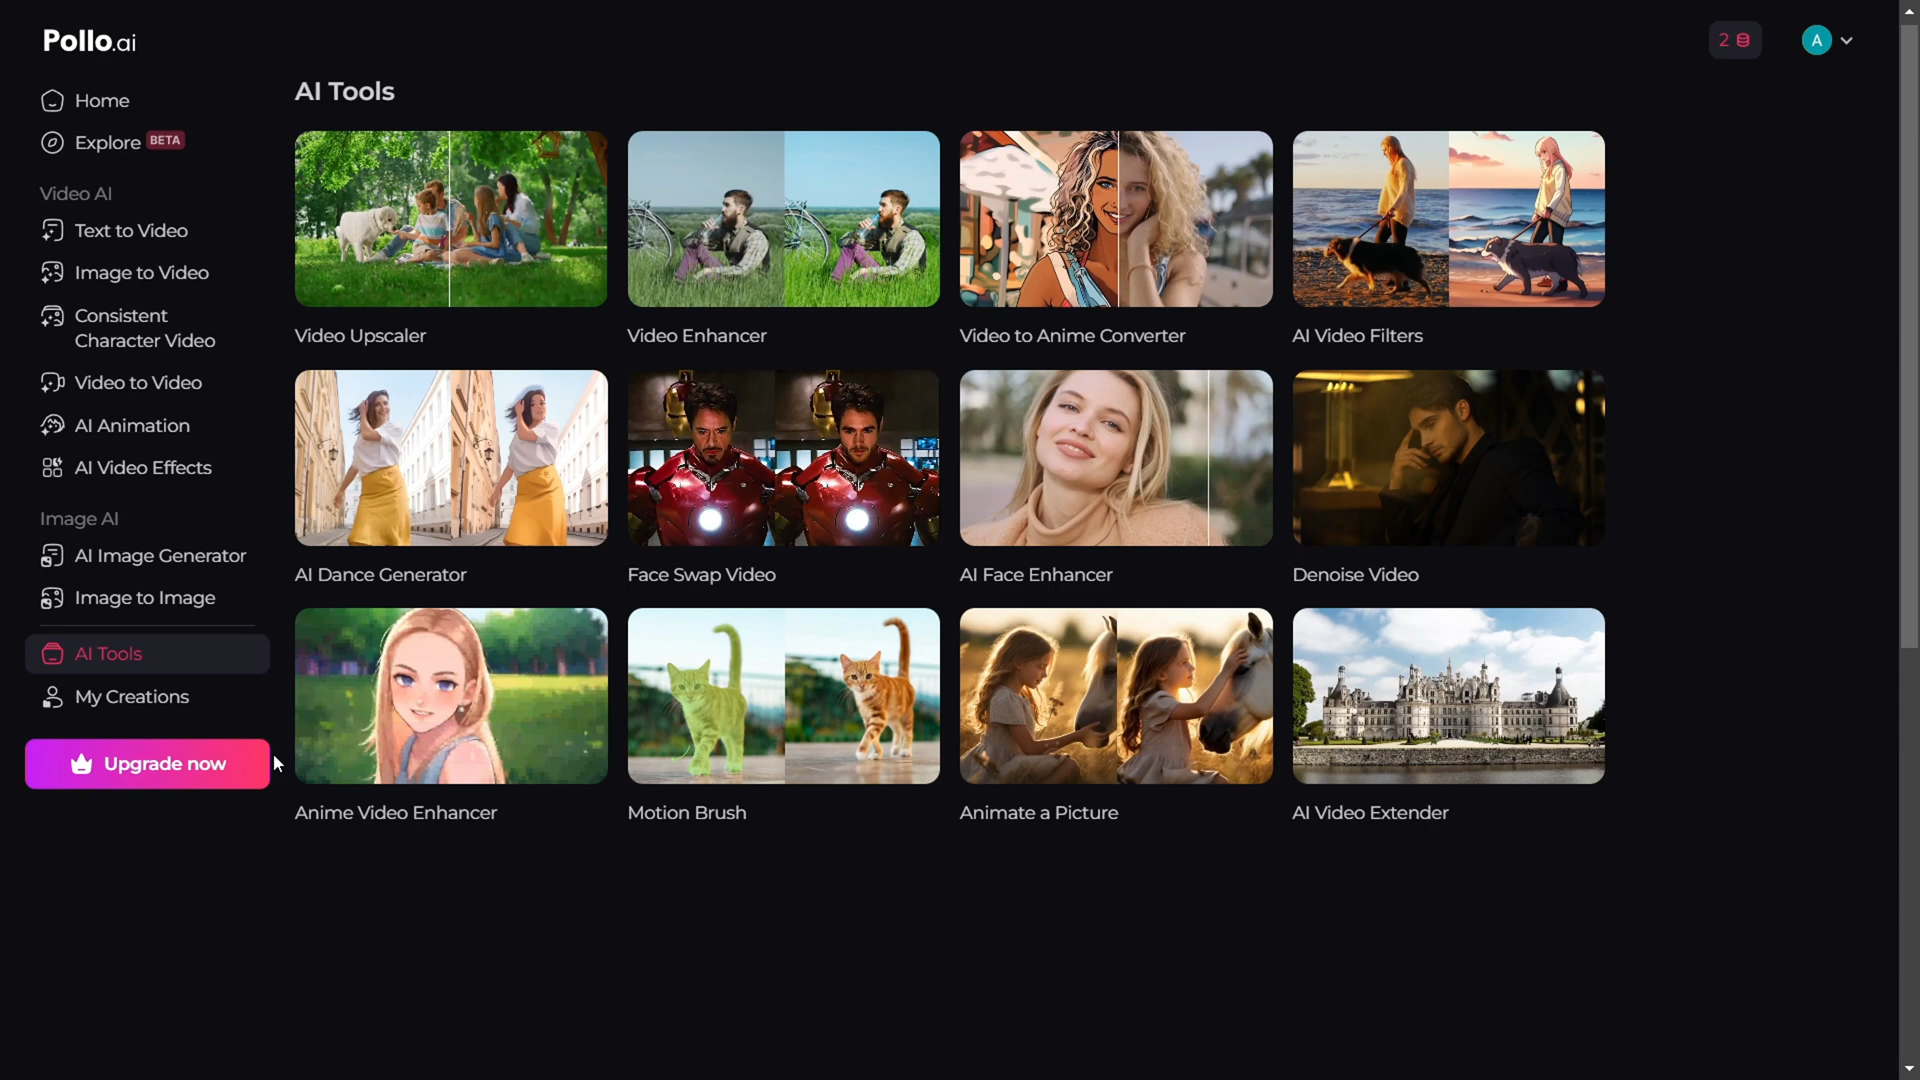 Pollo.ai
2
A
Home
Explore BETA
Video AI
Text to Video
Image to Video
Consistent
Character Video
Video to Video
AI Animation
AI Video Effects
Image AI
AI Image Generator
Image to Image
AI Tools
My Creations
Upgrade now
AI Tools
Video Upscaler
Video Enhancer
Video to Anime Converter
AI Video Filters
AI Dance Generator
Face Swap Video
AI Face Enhancer
Denoise Video
Anime Video Enhancer
Motion Brush
Animate a Picture
AI Video Extender